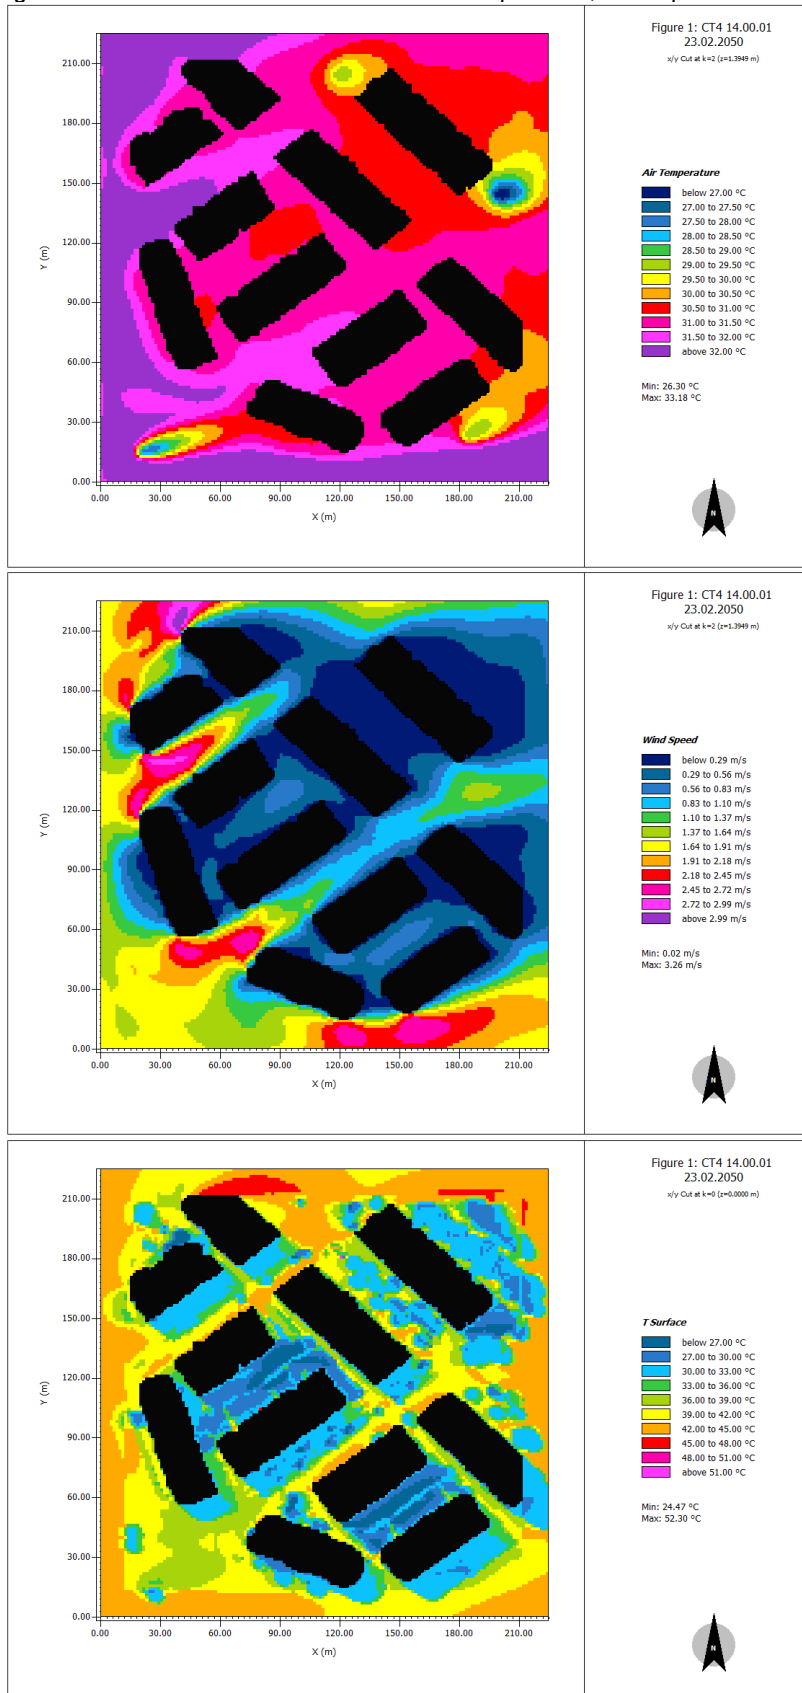 Figure 1: CT4 14.00.01
23.02.2050
x/y Cut at k=2 (z=1.3949 m)
Air Temperature
below 27.00 °C
27.00 to 27.50 °C
27.50 to 28.00 °C
28.00 to 28.50 °C
28.50 to 29.00 °C
29.00 to 29.50 °C
29.50 to 30.00 °C
30.00 to 30.50 °C
30.50 to 31.00 °C
31.00 to 31.50 °C
31.50 to 32.00 °C
above 32.00 °C
Min: 26.30 °C
Max: 33.18 °C
N
210.00
180.00
150.00
120.00
90.00
60.00
30.00
0.00
Y (m)
0.00 30.00 60.00 90.00 120.00 150.00 180.00 210.00
X (m)
Figure 1: CT4 14.00.01
23.02.2050
x/y Cut at k=2 (z=1.3949 m)
Wind Speed
below 0.29 m/s
0.29 to 0.56 m/s
0.56 to 0.83 m/s
0.83 to 1.10 m/s
1.10 to 1.37 m/s
1.37 to 1.64 m/s
1.64 to 1.91 m/s
1.91 to 2.18 m/s
2.18 to 2.45 m/s
2.45 to 2.72 m/s
2.72 to 2.99 m/s
above 2.99 m/s
Min: 0.02 m/s
Max: 3.26 m/s
N
210.00
180.00
150.00
120.00
90.00
60.00
30.00
0.00
Y (m)
0.00 30.00 60.00 90.00 120.00 150.00 180.00 210.00
X (m)
Figure 1: CT4 14.00.01
23.02.2050
x/y Cut at k=0 (z=0.0000 m)
T Surface
below 27.00 °C
27.00 to 30.00 °C
30.00 to 33.00 °C
33.00 to 36.00 °C
36.00 to 39.00 °C
39.00 to 42.00 °C
42.00 to 45.00 °C
45.00 to 48.00 °C
48.00 to 51.00 °C
above 51.00 °C
Min: 24.47 °C
Max: 52.30 °C
N
210.00
180.00
150.00
120.00
90.00
60.00
30.00
0.00
Y (m)
0.00 30.00 60.00 90.00 120.00 150.00 180.00 210.00
X (m)